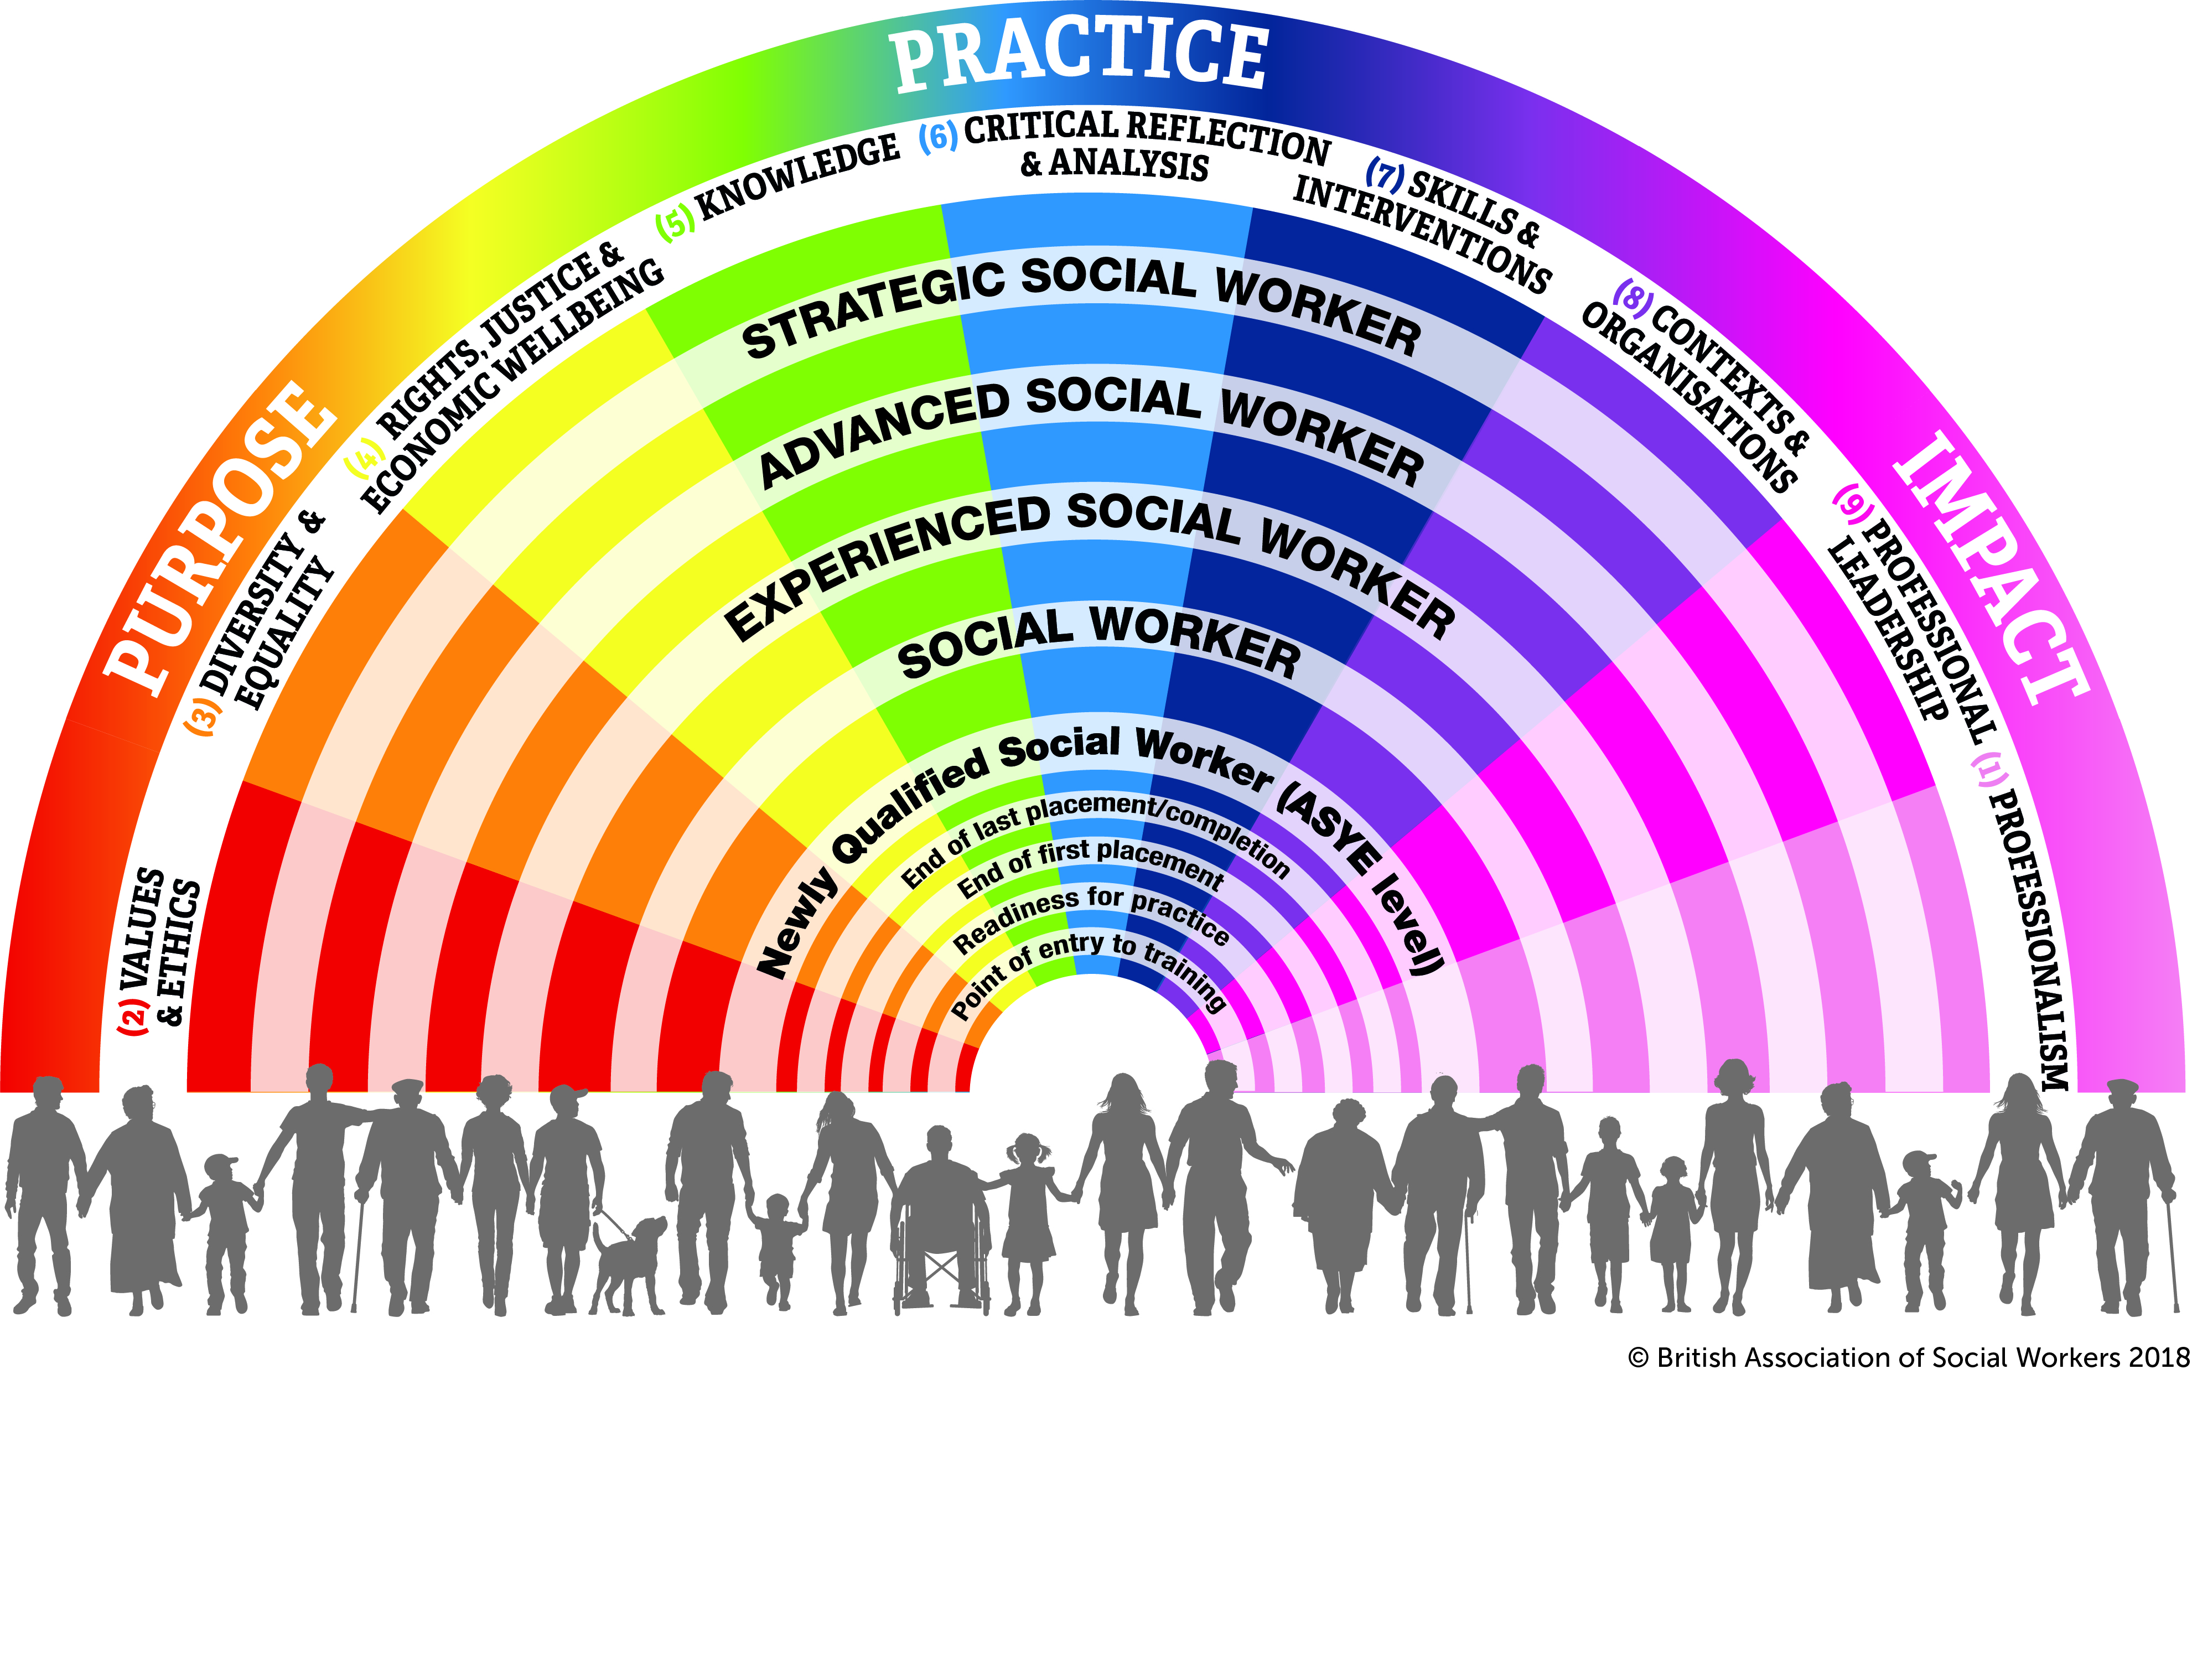 PRACTICE
PURPOSE
IMPACT
(2) VALUES
& ETHICS
(3) DIVERSITY &
EQUALITY
(4) RIGHTS, JUSTICE &
ECONOMIC WELLBEING
(5) KNOWLEDGE
(6) CRITICAL REFLECTION
& ANALYSIS
(7) SKILLS &
INTERVENTIONS
(8) CONTEXTS &
ORGANISATIONS
(9) PROFESSIONAL
LEADERSHIP
(1) PROFESSIONALISM
STRATEGIC SOCIAL WORKER
ADVANCED SOCIAL WORKER
EXPERIENCED SOCIAL WORKER
SOCIAL WORKER
Newly Qualified Social Worker (ASYE level)
End of last placement/completion
End of first placement
Readiness for practice
Point of entry to training
© British Association of Social Workers 2018